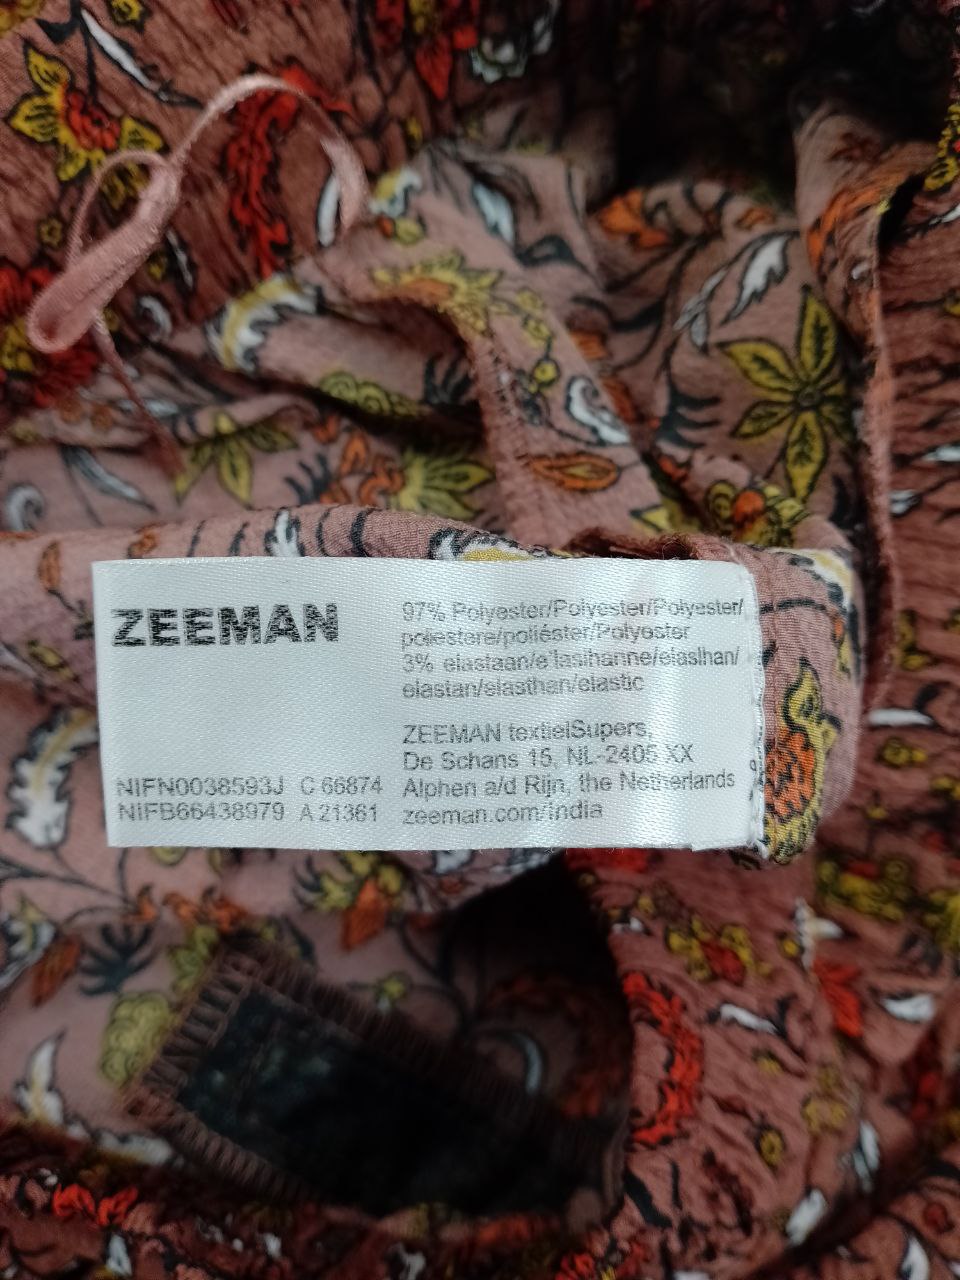 ZEEMAN
97% Polyester/Polyester/Polyester/
poliestere/poliéster/Polyester
3% elastaan/e'lasthanne/elasthan/
elastan/elasthan/elastic
ZEEMAN textielSupers,
De Schans 15, NL-2405 XX
Alphen a/d Rijn, the Netherlands
zeeman.com/india
NIFN0038593J C 66874
NIFB66438979 A 21361